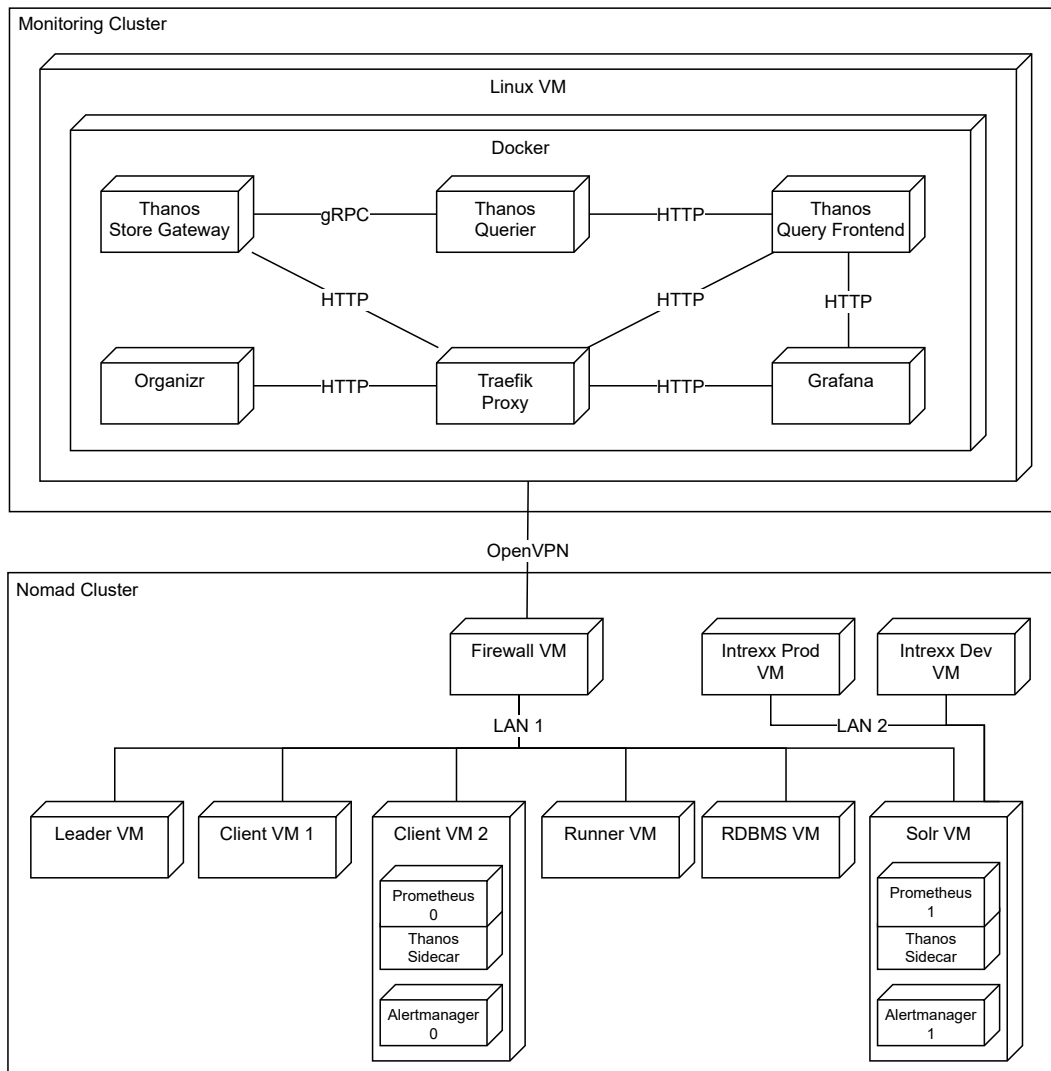 Monitoring Cluster
Linux VM
Docker
Thanos
Store Gateway
gRPC
Thanos
Querier
HTTP
Thanos
Query Frontend
HTTP
HTTP
HTTP
Organizr
HTTP
Traefik
Proxy
HTTP
Grafana
OpenVPN
Nomad Cluster
Firewall VM
Intrexx Prod
VM
Intrexx Dev
VM
LAN 1
LAN 2
Leader VM
Client VM 1
Client VM 2
Runner VM
RDBMS VM
Solr VM
Prometheus
0
Thanos
Sidecar
Alertmanager
0
Prometheus
1
Thanos
Sidecar
Alertmanager
1